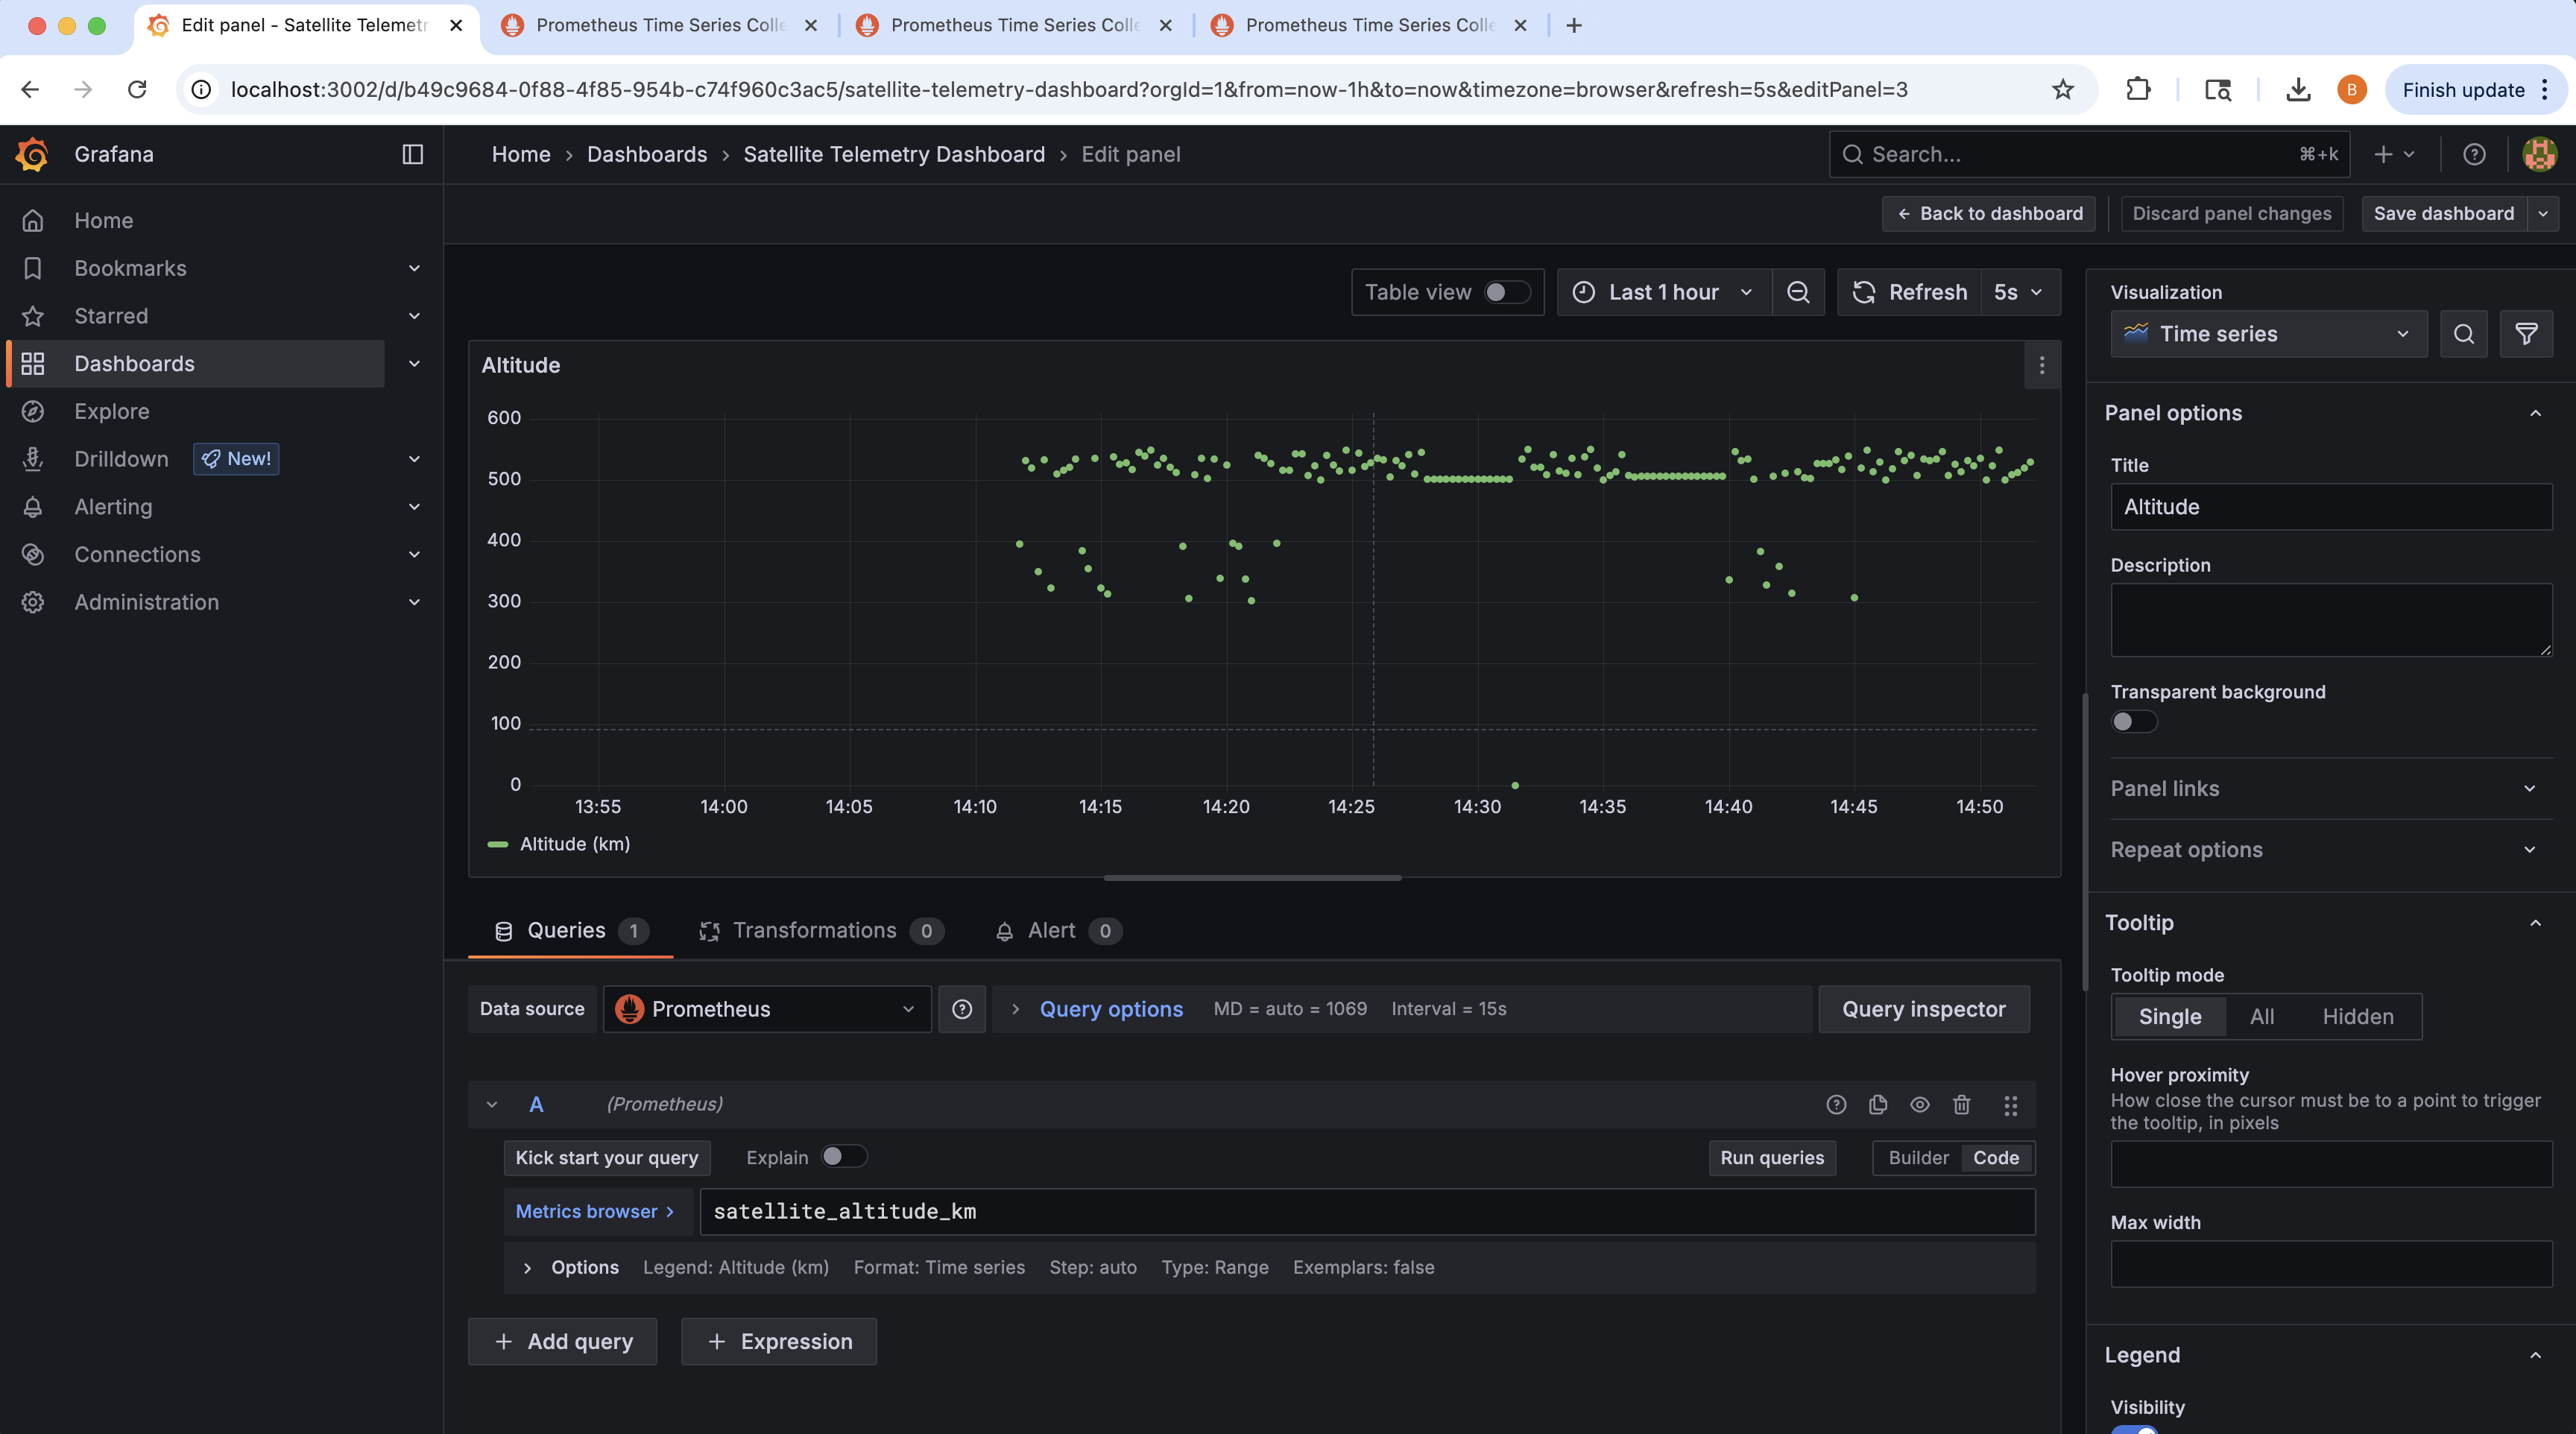 Edit panel - Satellite Telemetr
Prometheus Time Series Colle
Prometheus Time Series Colle
Prometheus Time Series Colle
localhost:3002/d/b49c9684-0f88-4f85-954b-c74f960c3ac5/satellite-telemetry-dashboard?orgId=1&from=now-1h&to=now&timezone=browser&refresh=5s&editPanel=3
B
Finish update
Grafana
Home › Dashboards › Satellite Telemetry Dashboard › Edit panel
Search...
⌘+k
Back to dashboard
Discard panel changes
Save dashboard
Home
Bookmarks
Starred
Dashboards
Explore
Drilldown
New!
Alerting
Connections
Administration
Table view
Last 1 hour
Refresh
5s
Altitude
600
500
400
300
200
100
0
13:55
14:00
14:05
14:10
14:15
14:20
14:25
14:30
14:35
14:40
14:45
14:50
Altitude (km)
Queries 1
Transformations 0
Alert 0
Data source
Prometheus
Query options
MD = auto = 1069
Interval = 15s
Query inspector
A
(Prometheus)
Kick start your query
Explain
Run queries
Builder
Code
Metrics browser >
satellite_altitude_km
Options
Legend: Altitude (km)
Format: Time series
Step: auto
Type: Range
Exemplars: false
+ Add query
+ Expression
Visualization
Time series
Panel options
Title
Altitude
Description
Transparent background
Panel links
Repeat options
Tooltip
Tooltip mode
Single
All
Hidden
Hover proximity
How close the cursor must be to a point to trigger
the tooltip, in pixels
Max width
Legend
Visibility